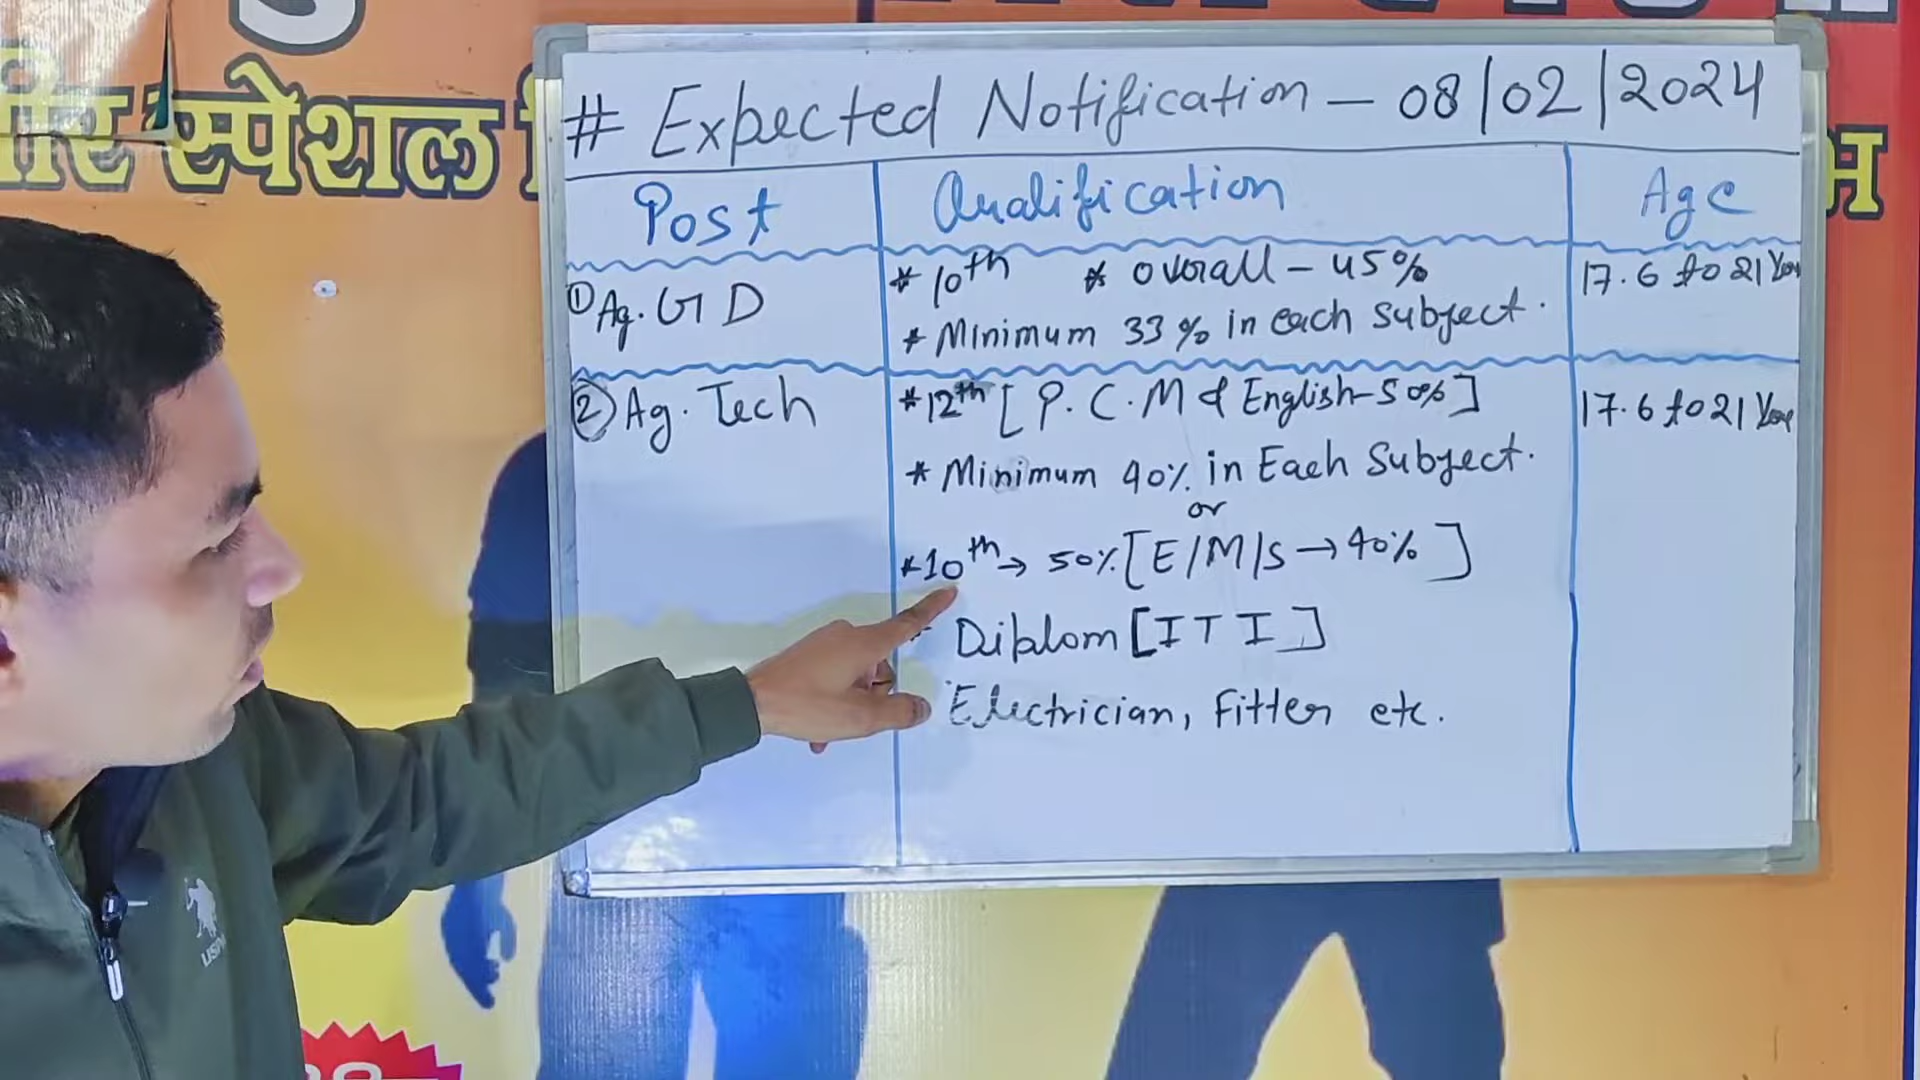 स्पेशल
# Expected Notification - 08/02/2024
Post Qualification Age
① Ag. GD * 10th * overall - 45% 17.6 to 21 Year
* Minimum 33% in each subject.
② Ag. Tech * 12th [P.C.M & English-50%] 17.6 to 21 Year
* Minimum 40% in Each Subject.
or
* 10th → 50% [E/M/S → 40%]
* Diplom [ITI]
Electrician, Fitter etc.